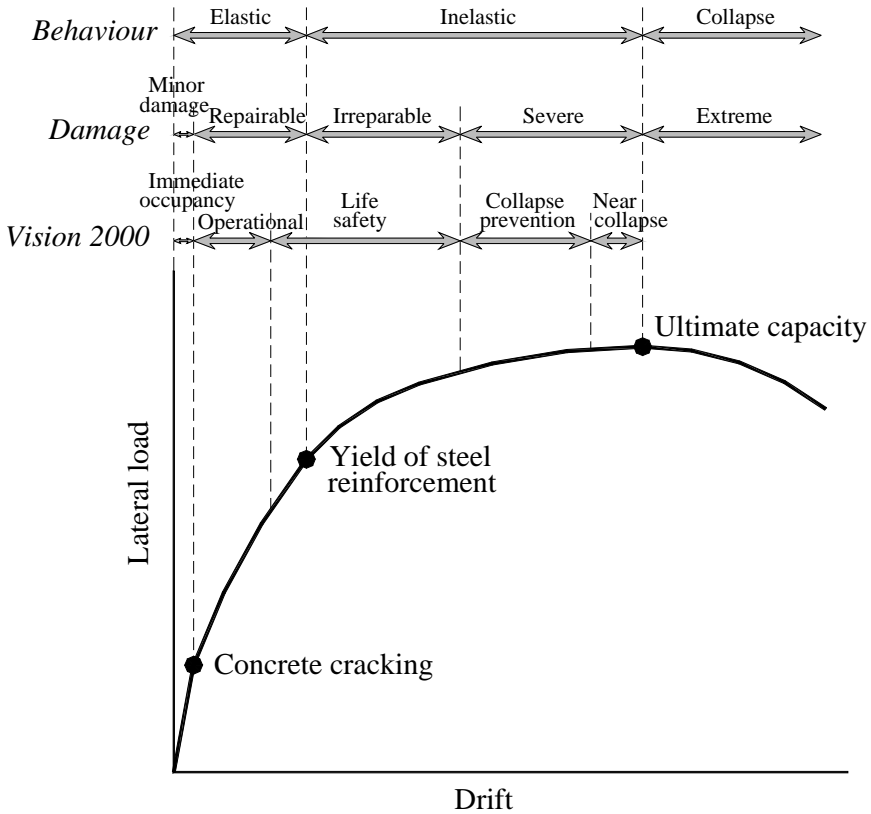 Behaviour
Elastic
Inelastic
Collapse
Minor
damage
Damage
Repairable
Irreparable
Severe
Extreme
Immediate
occupancy
Vision 2000
Operational
Life
safety
Collapse
prevention
Near
collapse
Ultimate capacity
Yield of steel
reinforcement
Lateral load
Concrete cracking
Drift